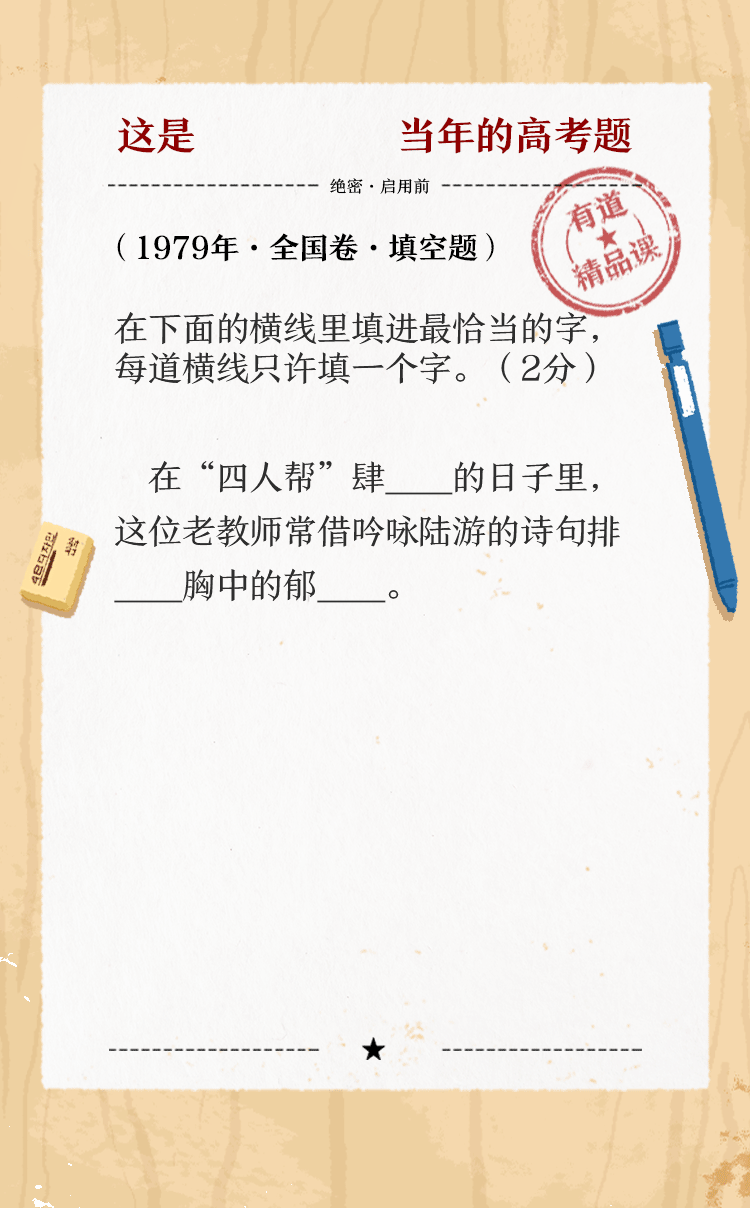 这是 当年的高考题
绝密·启用前
（1979年·全国卷·填空题）
有道
精品课
在下面的横线里填进最恰当的字，
每道横线只许填一个字。（2分）
在“四人帮”肆____的日子里，
这位老教师常借吟咏陆游的诗句排
____胸中的郁____。